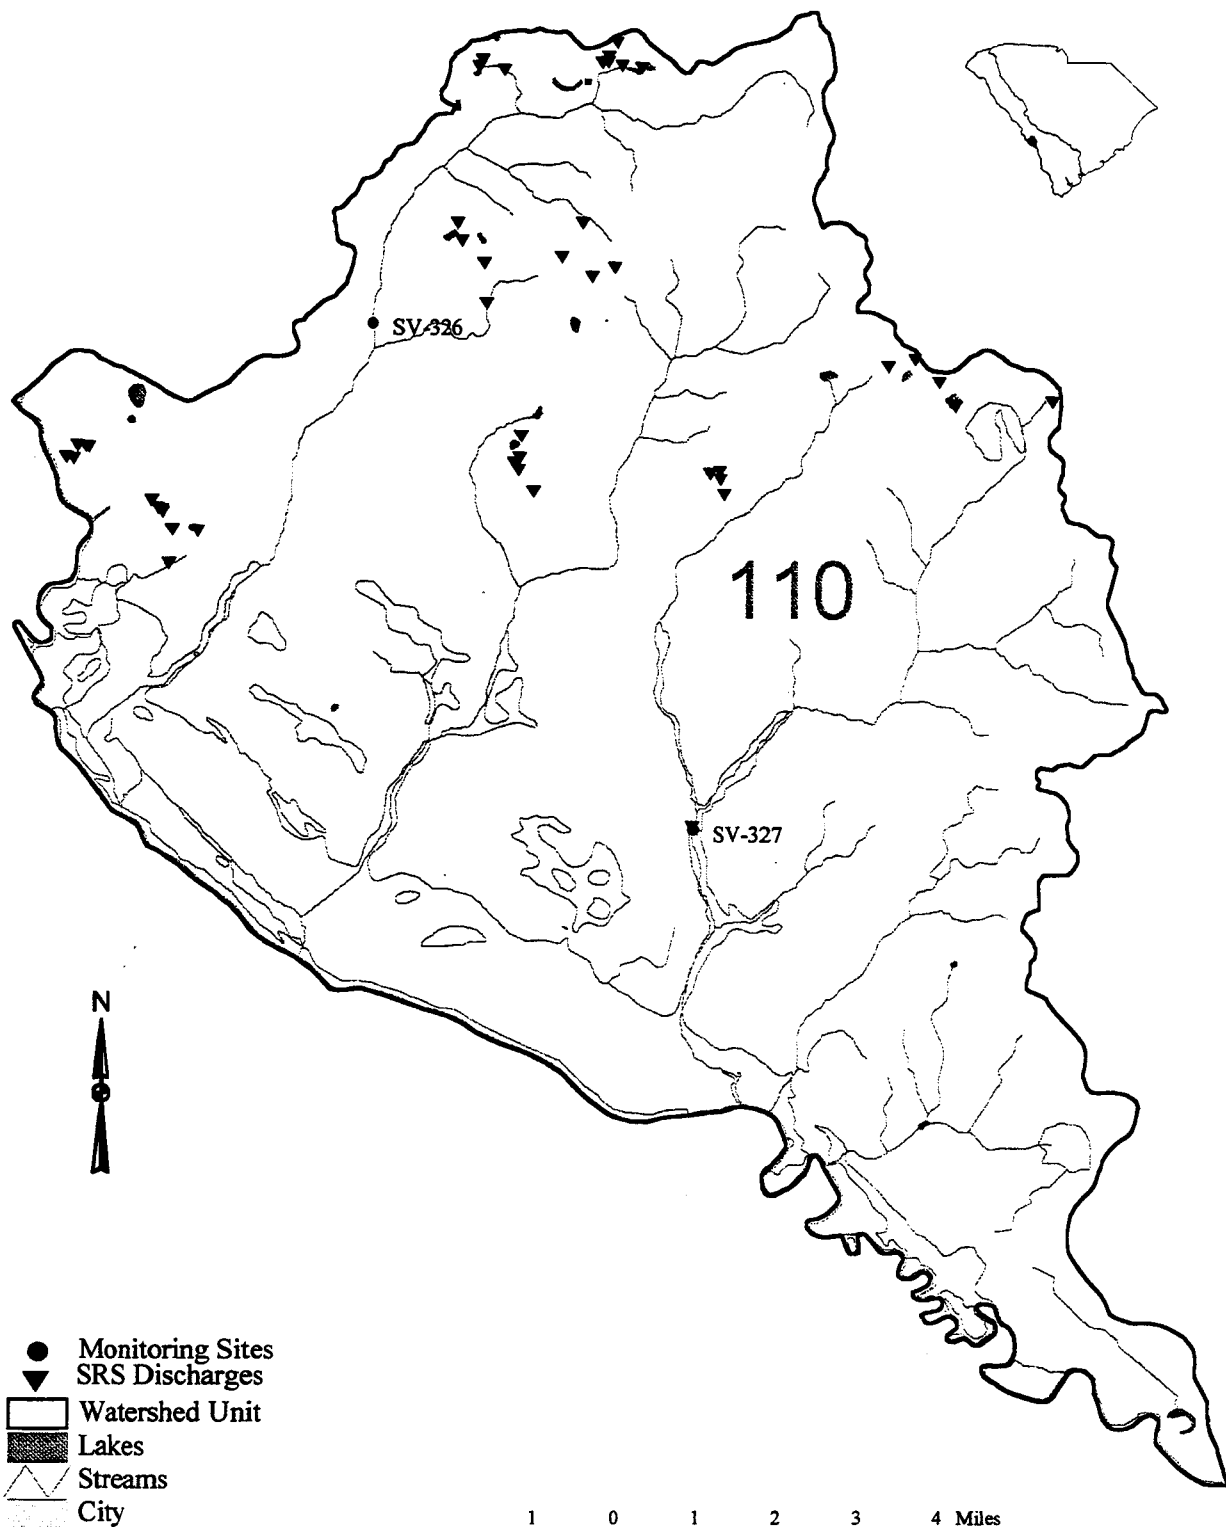 SV-326
110
SV-327
N
Monitoring Sites
SRS Discharges
Watershed Unit
Lakes
Streams
City
1 0 1 2 3 4 Miles